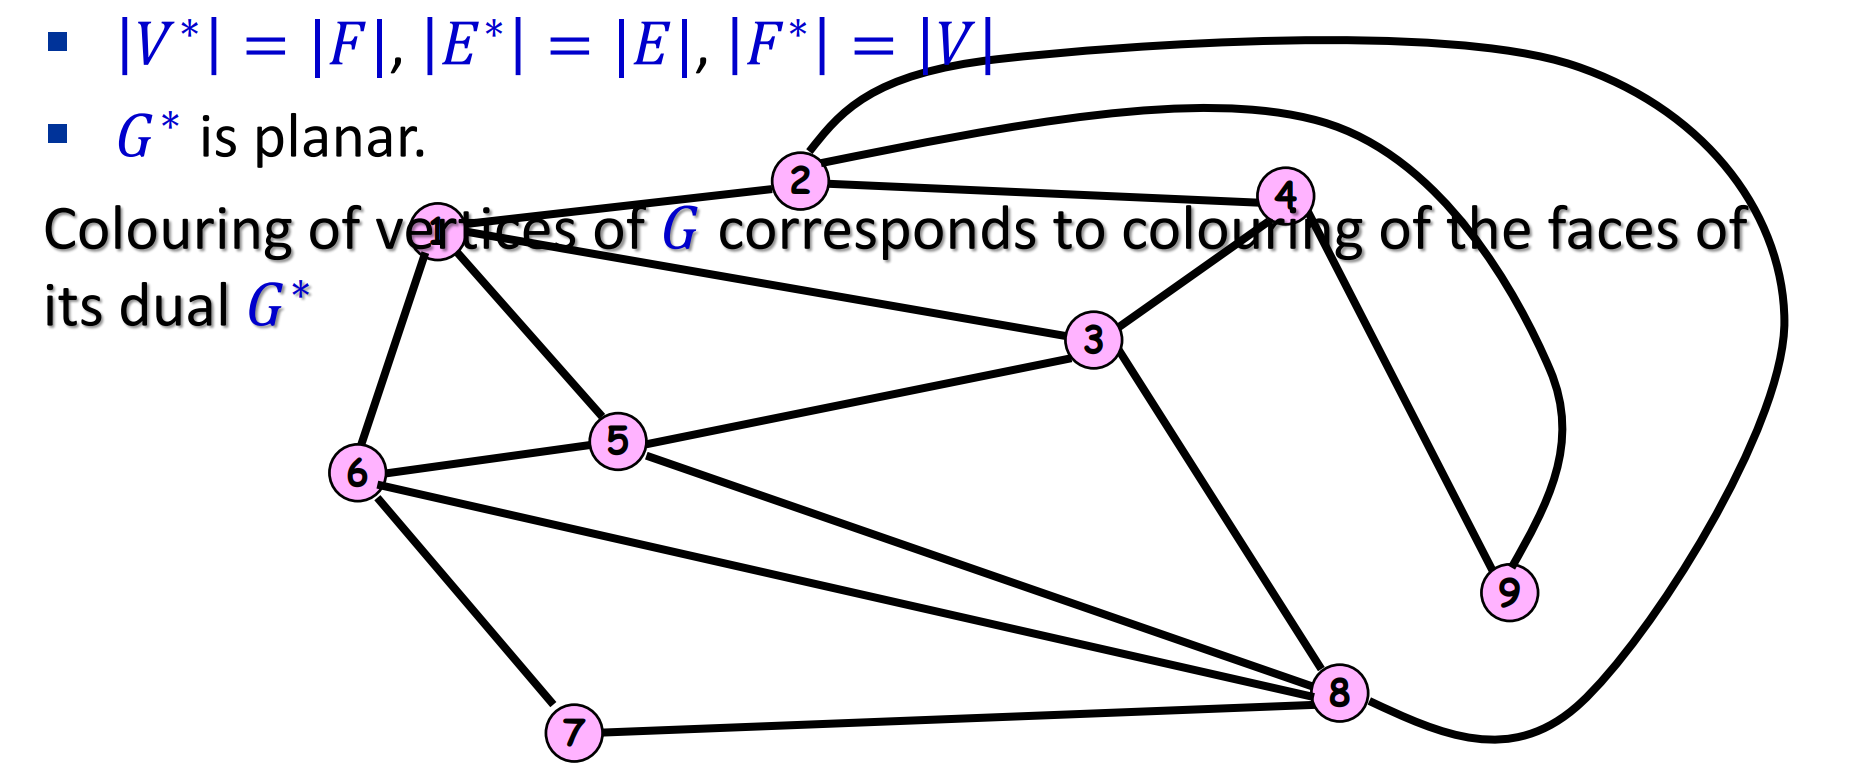 |V*| = |F|, |E*| = |E|, |F*| = |V|
G* is planar.
2
4
1
Colouring of vertices of G corresponds to colouring of the faces of
its dual G*
3
5
6
9
8
7